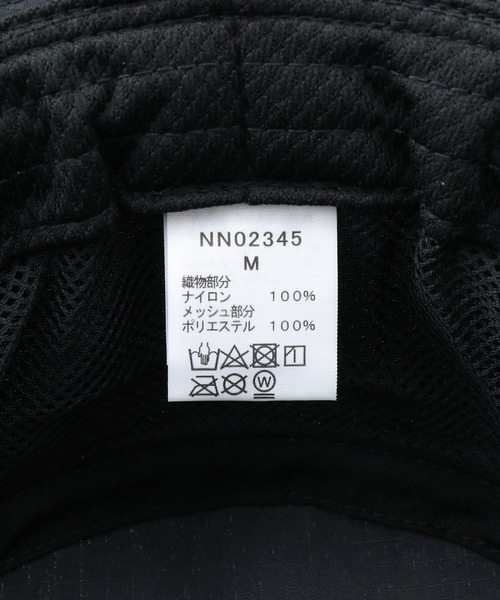 NN02345
M
織物部分
ナイロン 100%
メッシュ部分
ポリエステル 100%
W